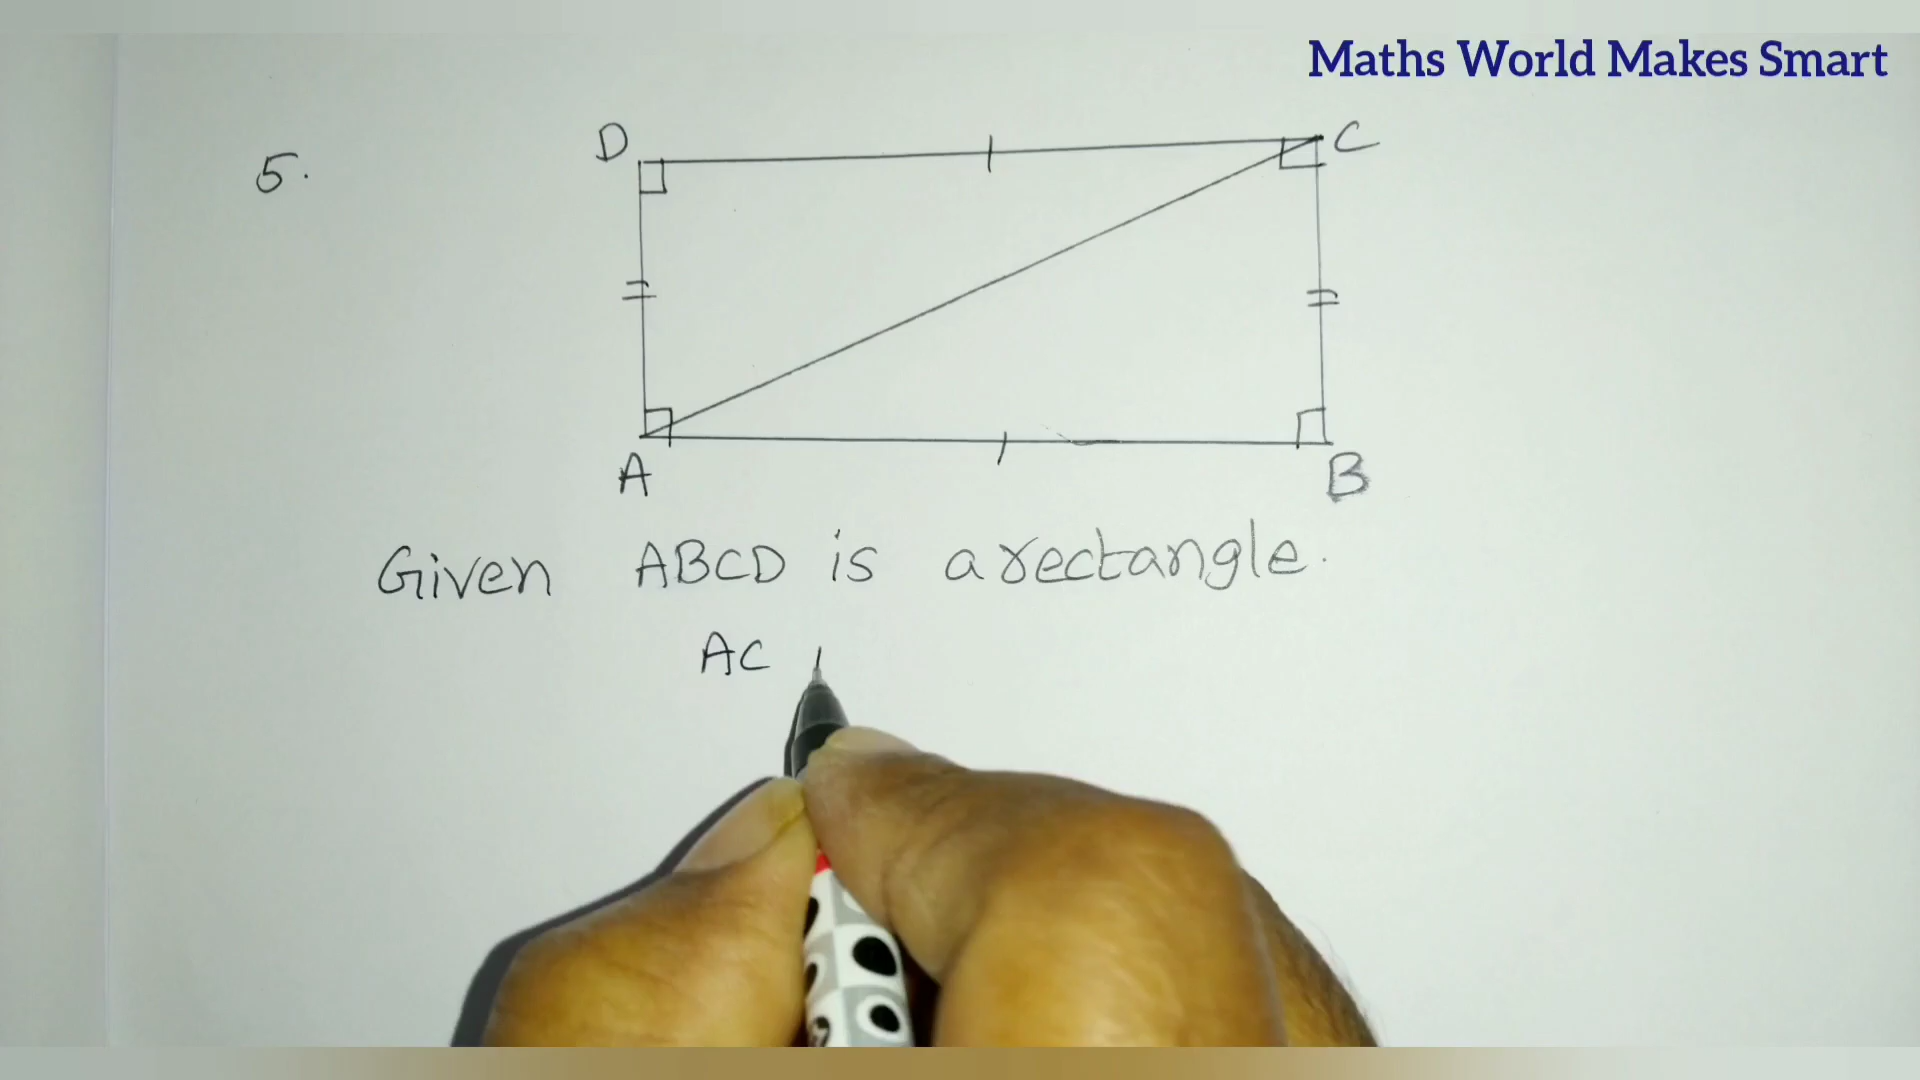 Maths World Makes Smart
5.
D
C
A
B
Given ABCD is a rectangle.
AC